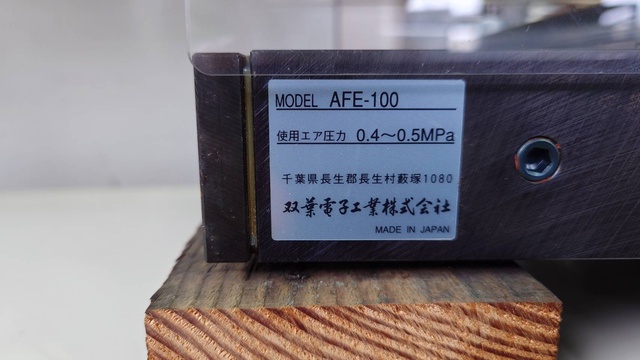 MODEL AFE-100
使用エア圧力 0.4～0.5MPa
千葉県長生郡長生村藪塚1080
双葉電子工業株式会社
MADE IN JAPAN